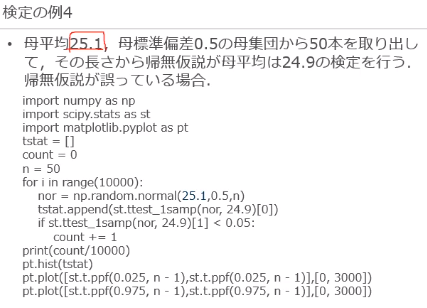 検定の例4
• 母平均25.1，母標準偏差0.5の母集団から50本を取り出し
て，その長さから帰無仮説が母平均は24.9の検定を行う．
帰無仮説が誤っている場合．
import numpy as np
import scipy.stats as st
import matplotlib.pyplot as pt
tstat = []
count = 0
n = 50
for i in range(10000):
    nor = np.random.normal(25.1,0.5,n)
    tstat.append(st.ttest_1samp(nor, 24.9)[0])
    if st.ttest_1samp(nor, 24.9)[1] < 0.05:
        count += 1
print(count/10000)
pt.hist(tstat)
pt.plot([st.t.ppf(0.025, n - 1),st.t.ppf(0.025, n - 1)],[0, 3000])
pt.plot([st.t.ppf(0.975, n - 1),st.t.ppf(0.975, n - 1)],[0, 3000])